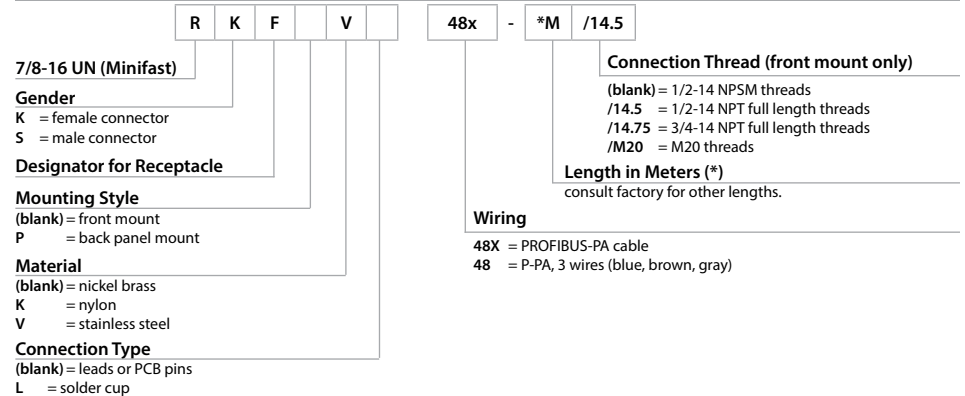 R K F V 48x - *M /14.5
7/8-16 UN (Minifast)
Gender
K = female connector
S = male connector
Designator for Receptacle
Mounting Style
(blank) = front mount
P = back panel mount
Material
(blank) = nickel brass
K = nylon
V = stainless steel
Connection Type
(blank) = leads or PCB pins
L = solder cup
Connection Thread (front mount only)
(blank) = 1/2-14 NPSM threads
/14.5 = 1/2-14 NPT full length threads
/14.75 = 3/4-14 NPT full length threads
/M20 = M20 threads
Length in Meters (*)
consult factory for other lengths.
Wiring
48X = PROFIBUS-PA cable
48 = P-PA, 3 wires (blue, brown, gray)